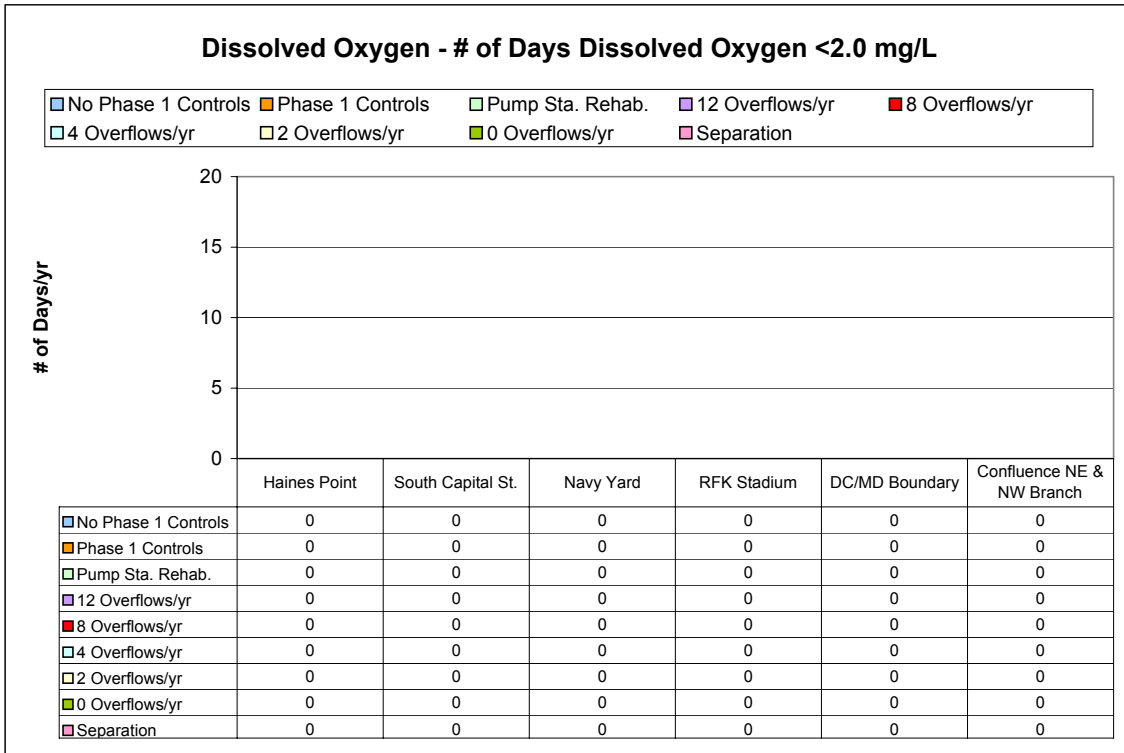 Dissolved Oxygen - # of Days Dissolved Oxygen <2.0 mg/L
No Phase 1 Controls Phase 1 Controls Pump Sta. Rehab. 12 Overflows/yr 8 Overflows/yr
4 Overflows/yr 2 Overflows/yr 0 Overflows/yr Separation
# of Days/yr
20
15
10
5
0
Haines Point South Capital St. Navy Yard RFK Stadium DC/MD Boundary Confluence NE &
NW Branch
No Phase 1 Controls 0 0 0 0 0 0
Phase 1 Controls 0 0 0 0 0 0
Pump Sta. Rehab. 0 0 0 0 0 0
12 Overflows/yr 0 0 0 0 0 0
8 Overflows/yr 0 0 0 0 0 0
4 Overflows/yr 0 0 0 0 0 0
2 Overflows/yr 0 0 0 0 0 0
0 Overflows/yr 0 0 0 0 0 0
Separation 0 0 0 0 0 0